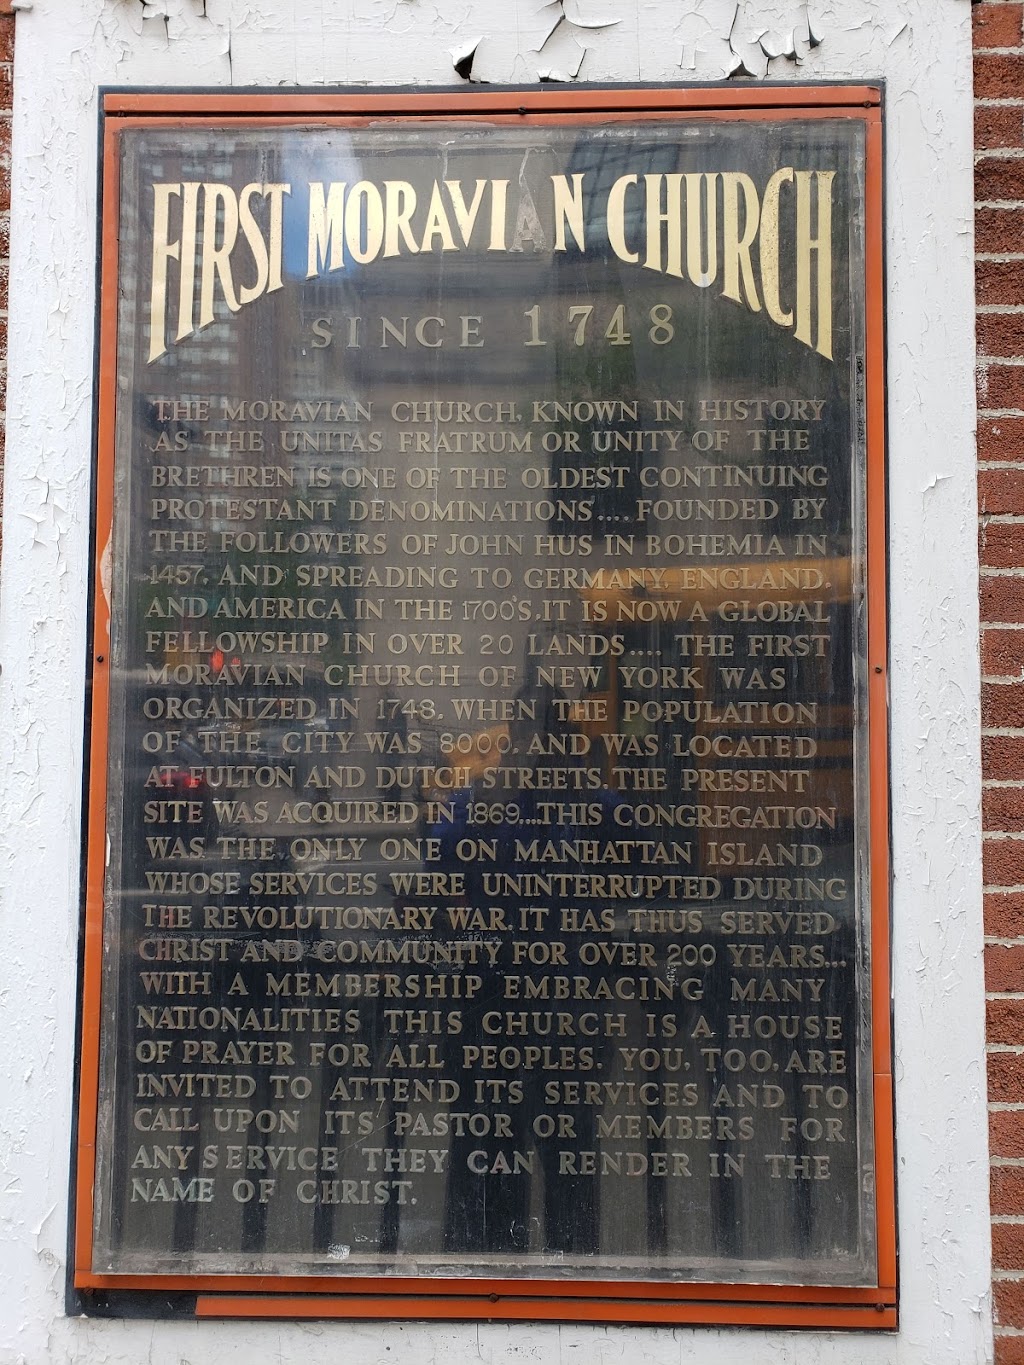 FIRST MORAVIAN CHURCH
SINCE 1748
THE MORAVIAN CHURCH, KNOWN IN HISTORY
AS THE UNITAS FRATRUM OR UNITY OF THE
BRETHREN IS ONE OF THE OLDEST CONTINUING
PROTESTANT DENOMINATIONS.... FOUNDED BY
THE FOLLOWERS OF JOHN HUS IN BOHEMIA IN
1457, AND SPREADING TO GERMANY, ENGLAND,
AND AMERICA IN THE 1700'S, IT IS NOW A GLOBAL
FELLOWSHIP IN OVER 20 LANDS.... THE FIRST
MORAVIAN CHURCH OF NEW YORK WAS
ORGANIZED IN 1748, WHEN THE POPULATION
OF THE CITY WAS 8000, AND WAS LOCATED
AT FULTON AND DUTCH STREETS. THE PRESENT
SITE WAS ACQUIRED IN 1869....THIS CONGREGATION
WAS THE ONLY ONE ON MANHATTAN ISLAND
WHOSE SERVICES WERE UNINTERRUPTED DURING
THE REVOLUTIONARY WAR. IT HAS THUS SERVED
CHRIST AND COMMUNITY FOR OVER 200 YEARS...
WITH A MEMBERSHIP EMBRACING MANY
NATIONALITIES THIS CHURCH IS A HOUSE
OF PRAYER FOR ALL PEOPLES. YOU, TOO, ARE
INVITED TO ATTEND ITS SERVICES AND TO
CALL UPON ITS PASTOR OR MEMBERS FOR
ANY SERVICE THEY CAN RENDER IN THE
NAME OF CHRIST.